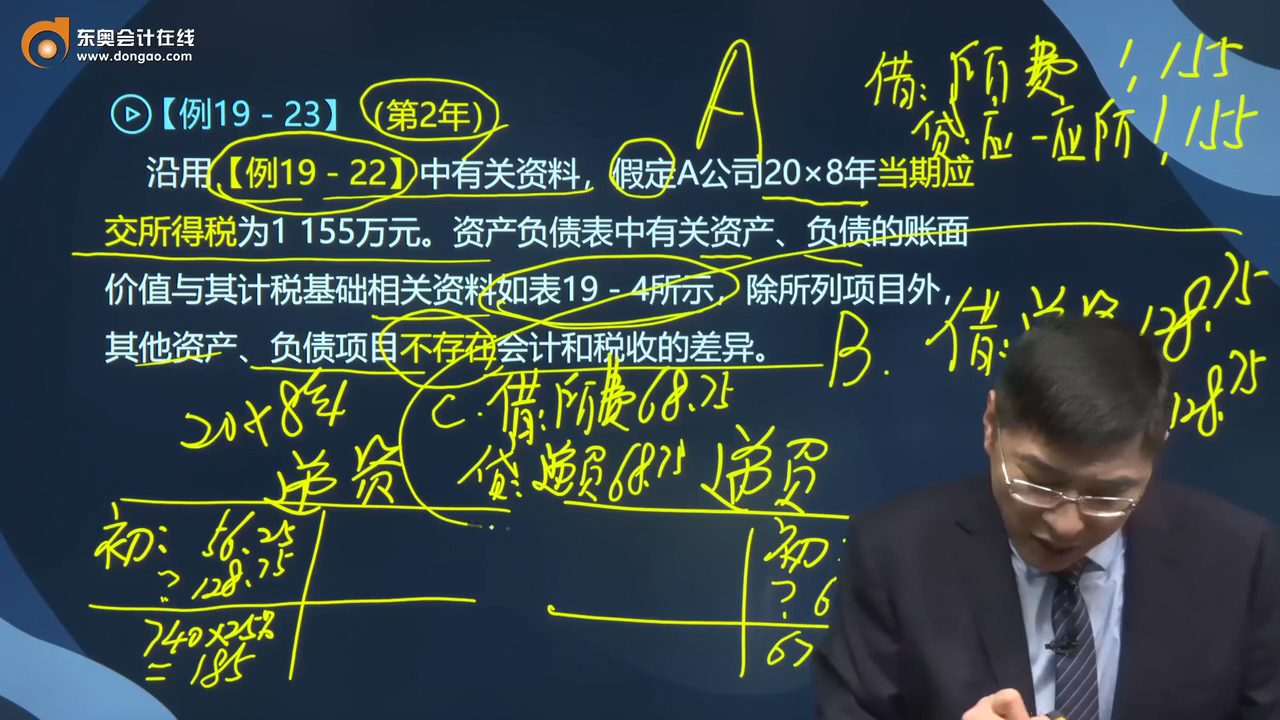 东奥会计在线
www.dongao.com
【例19-23】(第2年)
沿用【例19-22】中有关资料，假定A公司20×8年当期应
交所得税为1 155万元。资产负债表中有关资产、负债的账面
价值与其计税基础相关资料如表19-4所示，除所列项目外，
其他资产、负债项目不存在会计和税收的差异。
A
借：所费 1,155
贷：应-应所 1,155
B. 借： 128.75
128.75
C. 借：所费 68.75
贷：递负 68.75
20×8年
递资
初：56.25
? 128.75
740×25%
=185
递负
初：
? 6